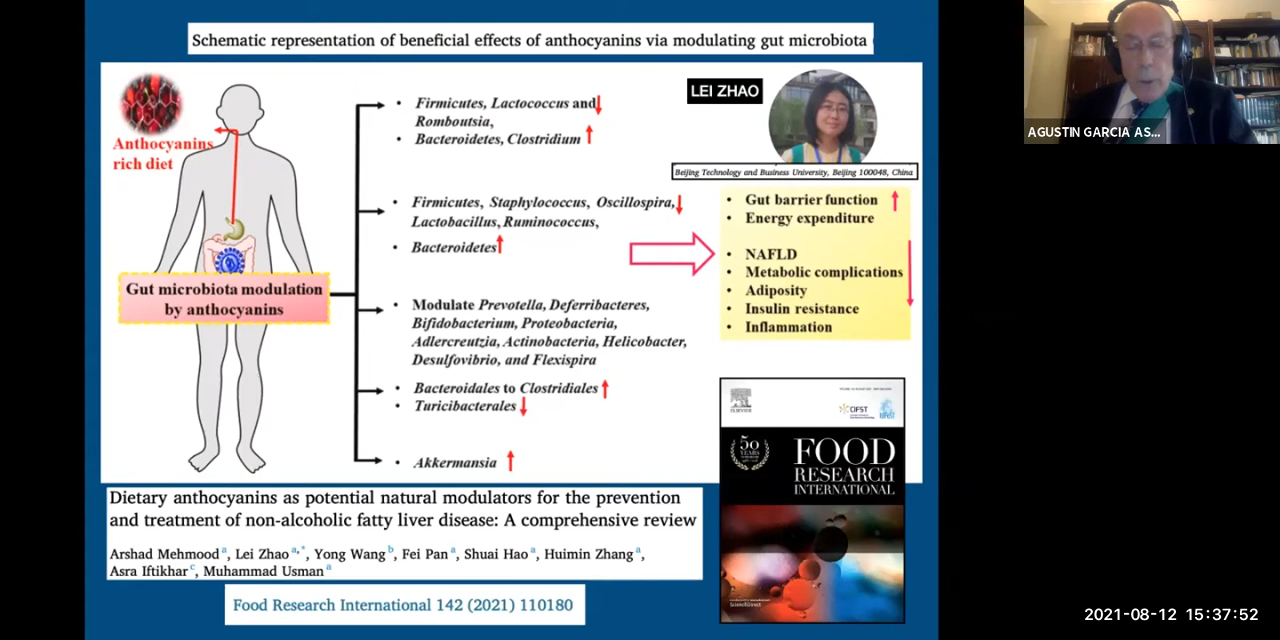 Schematic representation of beneficial effects of anthocyanins via modulating gut microbiota
Anthocyanins
rich diet
Gut microbiota modulation
by anthocyanins
• Firmicutes, Lactococcus and
Romboutsia,
• Bacteroidetes, Clostridium
• Firmicutes, Staphylococcus, Oscillospira,
Lactobacillus, Ruminococcus,
• Bacteroidetes
• Modulate Prevotella, Deferribacteres,
Bifidobacterium, Proteobacteria,
Adlercreutzia, Actinobacteria, Helicobacter,
Desulfovibrio, and Flexispira
• Bacteroidales to Clostridiales
• Turicibacterales
• Akkermansia
LEI ZHAO
Beijing Technology and Business University, Beijing 100048, China
• Gut barrier function
• Energy expenditure
• NAFLD
• Metabolic complications
• Adiposity
• Insulin resistance
• Inflammation
ELSEVIER
CIFST
50
YEARS
FOOD
RESEARCH
INTERNATIONAL
ScienceDirect
Dietary anthocyanins as potential natural modulators for the prevention
and treatment of non-alcoholic fatty liver disease: A comprehensive review
Arshad Mehmood a, Lei Zhao a,*, Yong Wang b, Fei Pan a, Shuai Hao a, Huimin Zhang a,
Asra Iftikhar c, Muhammad Usman a
Food Research International 142 (2021) 110180
AGUSTIN GARCIA AS...
2021-08-12 15:37:52